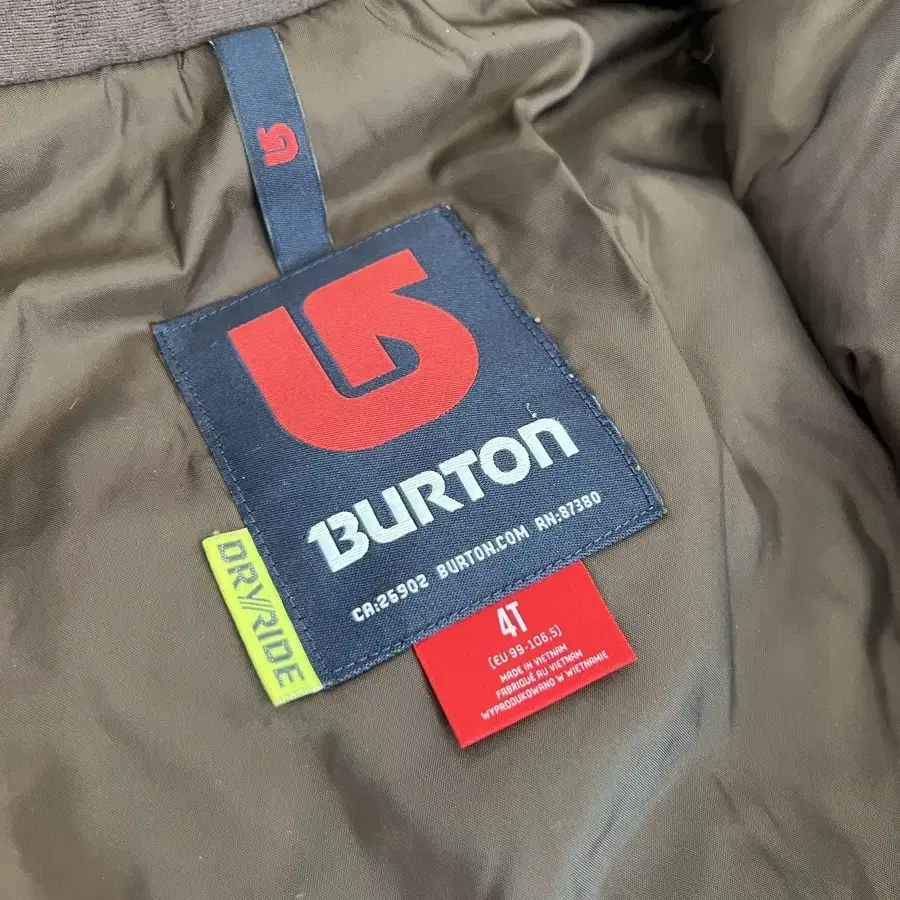 BURTON
CA:26902 BURTON.COM RN:87380
DRY/RIDE
4T
(EU 99-106,5)
MADE IN VIETNAM
FABRIQUÉ AU VIETNAM
WYPRODUKOWANO W WIETNAMIE